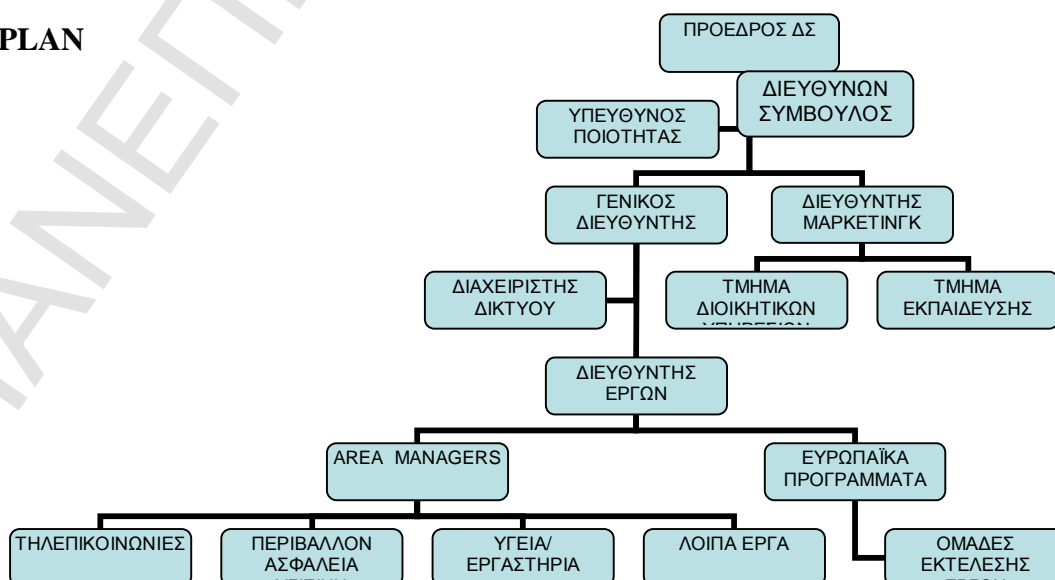 PLAN
ΠΡΟΕΔΡΟΣ ΔΣ
ΔΙΕΥΘΥΝΩΝ
ΣΥΜΒΟΥΛΟΣ
ΥΠΕΥΘΥΝΟΣ
ΠΟΙΟΤΗΤΑΣ
ΓΕΝΙΚΟΣ
ΔΙΕΥΘΥΝΤΗΣ
ΔΙΕΥΘΥΝΤΗΣ
ΜΑΡΚΕΤΙΝΓΚ
ΔΙΑΧΕΙΡΙΣΤΗΣ
ΔΙΚΤΥΟΥ
ΤΜΗΜΑ
ΔΙΟΙΚΗΤΙΚΩΝ
ΤΜΗΜΑ
ΕΚΠΑΙΔΕΥΣΗΣ
ΔΙΕΥΘΥΝΤΗΣ
ΕΡΓΩΝ
AREA MANAGERS
ΕΥΡΩΠΑΪΚΑ
ΠΡΟΓΡΑΜΜΑΤΑ
ΤΗΛΕΠΙΚΟΙΝΩΝΙΕΣ
ΠΕΡΙΒΑΛΛΟΝ
ΑΣΦΑΛΕΙΑ
ΥΓΕΙΑ/
ΕΡΓΑΣΤΗΡΙΑ
ΛΟΙΠΑ ΕΡΓΑ
ΟΜΑΔΕΣ
ΕΚΤΕΛΕΣΗΣ